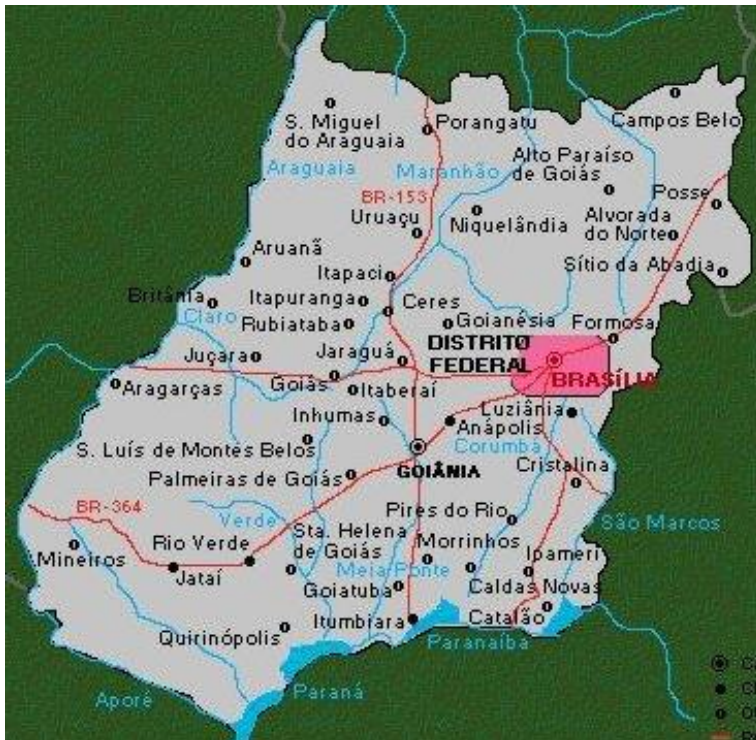 Campos Belo
S. Miguel
do Araguaia
Porangatu
Araguaia
Maranhão
Alto Paraíso
de Goiás
BR-153
Posse
Uruaçu
Niquelândia
Alvorada
do Norte
Aruanã
Itapaci
Sítio da Abadia
Britânia
Itapuranga
Ceres
Claro
Rubiataba
Goianésia
Formosa
DISTRITO
FEDERAL
Juçara
Jaraguá
BRASÍLIA
Aragarças
Goiás
Itaberaí
Inhumas
Luziânia
Anápolis
S. Luís de Montes Belos
Corumbá
GOIÂNIA
Cristalina
Palmeiras de Goiás
BR-364
Verde
Pires do Rio
São Marcos
Rio Verde
Sta. Helena
de Goiás
Morrinhos
Mineiros
Ipameri
Jataí
Meia Ponte
Goiatuba
Caldas Novas
Itumbiara
Catalão
Quirinópolis
Paranaíba
Aporé
Paraná